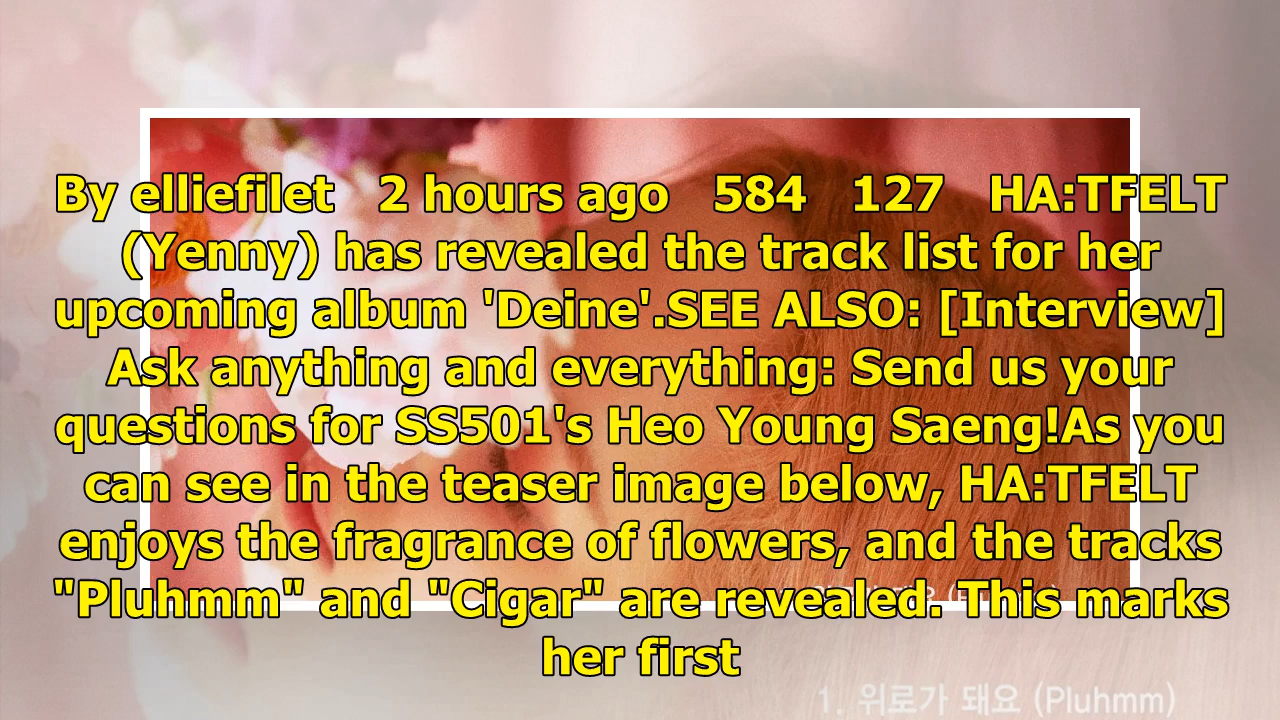 By elliefilet 2 hours ago 584 127 HA:TFELT
(Yenny) has revealed the track list for her
upcoming album 'Deine'.SEE ALSO: [Interview]
Ask anything and everything: Send us your
questions for SS501's Heo Young Saeng!As you
can see in the teaser image below, HA:TFELT
enjoys the fragrance of flowers, and the tracks
"Pluhmm" and "Cigar" are revealed. This marks
her first
1. 위로가 돼요 (Pluhmm)